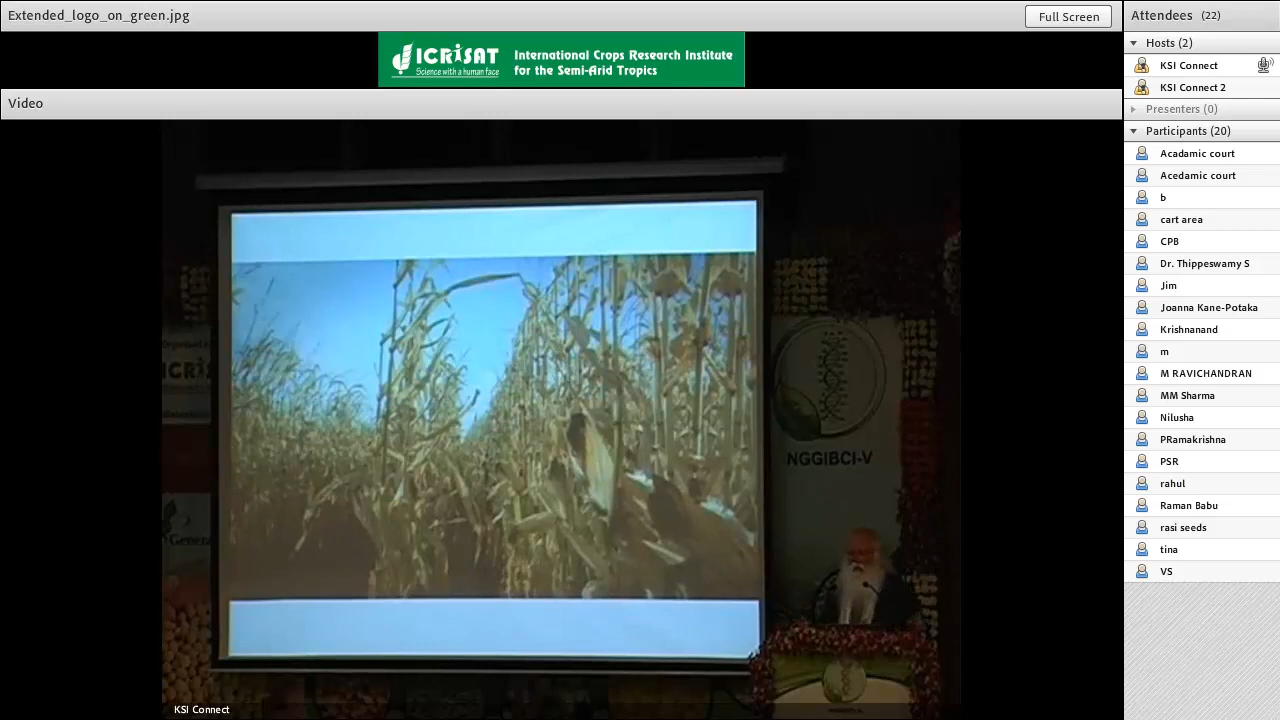 Extended_logo_on_green.jpg
Full Screen
ICRISAT
Science with a human face
International Crops Research Institute
for the Semi-Arid Tropics
Video
NGGIBCI-V
KSI Connect
Attendees (22)
Hosts (2)
KSI Connect
KSI Connect 2
Presenters (0)
Participants (20)
Acadamic court
Acedamic court
b
cart area
CPB
Dr. Thippeswamy S
Jim
Joanna Kane-Potaka
Krishnanand
m
M RAVICHANDRAN
MM Sharma
Nilusha
PRamakrishna
PSR
rahul
Raman Babu
rasi seeds
tina
VS